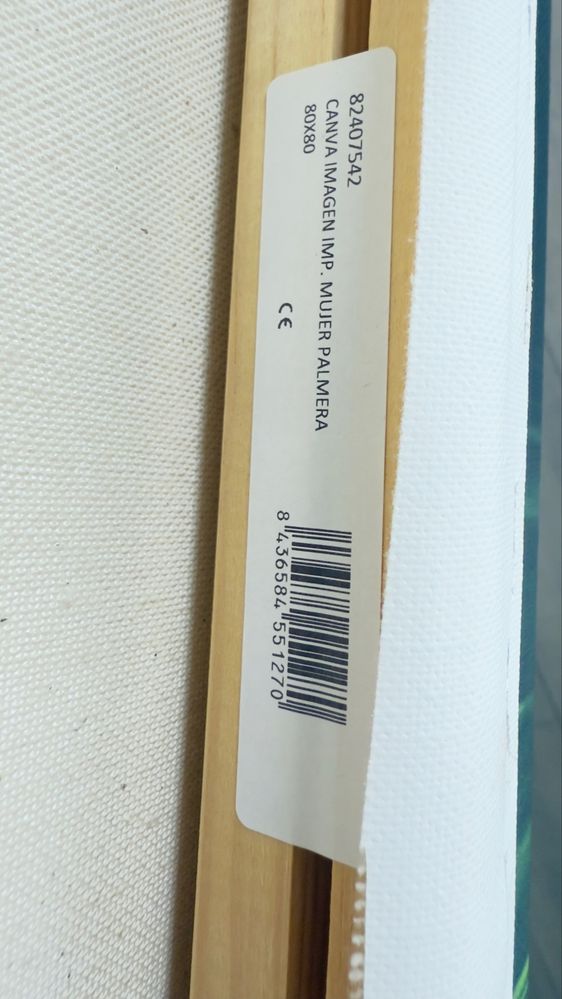 82407542
CANVA IMAGEN IMP. MUJER PALMERA
80X80
CE
8 436584 551270